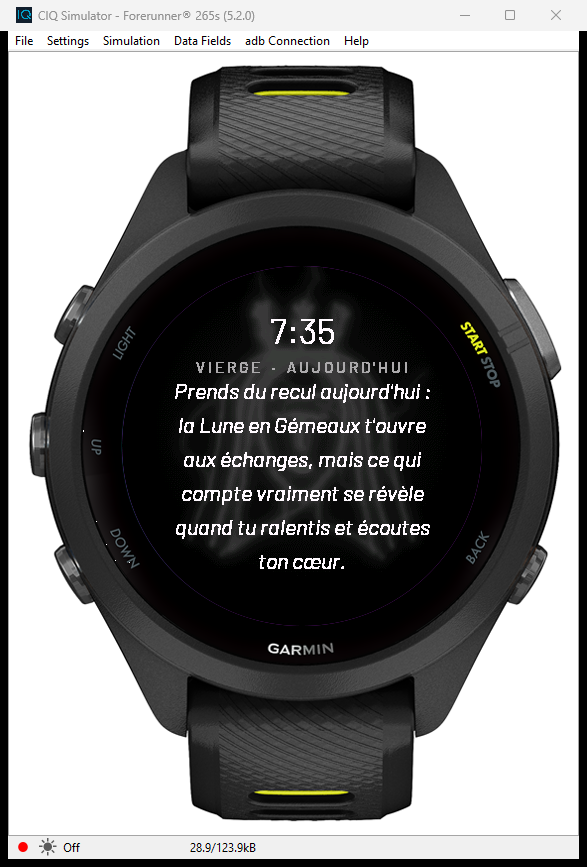 CIQ Simulator - Forerunner® 265s (5.2.0)
File Settings Simulation Data Fields adb Connection Help
7:35
VIERGE - AUJOURD'HUI
Prends du recul aujourd'hui :
la Lune en Gémeaux t'ouvre
aux échanges, mais ce qui
compte vraiment se révèle
quand tu ralentis et écoutes
ton cœur.
LIGHT
START STOP
UP
DOWN
BACK
GARMIN
Off 28.9/123.9kB